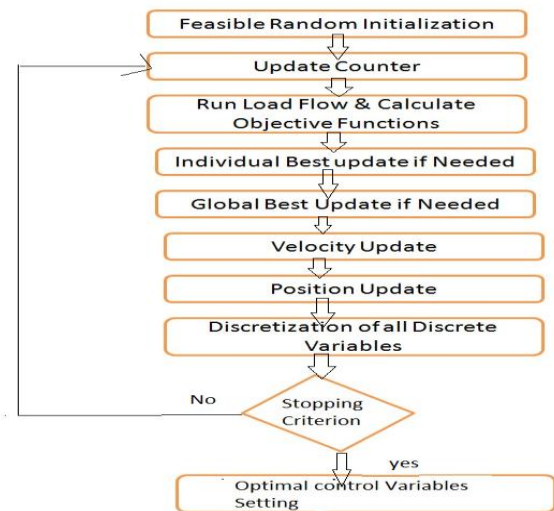 Feasible Random Initialization
Update Counter
Run Load Flow & Calculate
Objective Functions
Individual Best update if Needed
Global Best Update if Needed
Velocity Update
Position Update
Discretization of all Discrete
Variables
No
Stopping
Criterion
yes
Optimal control Variables
Setting